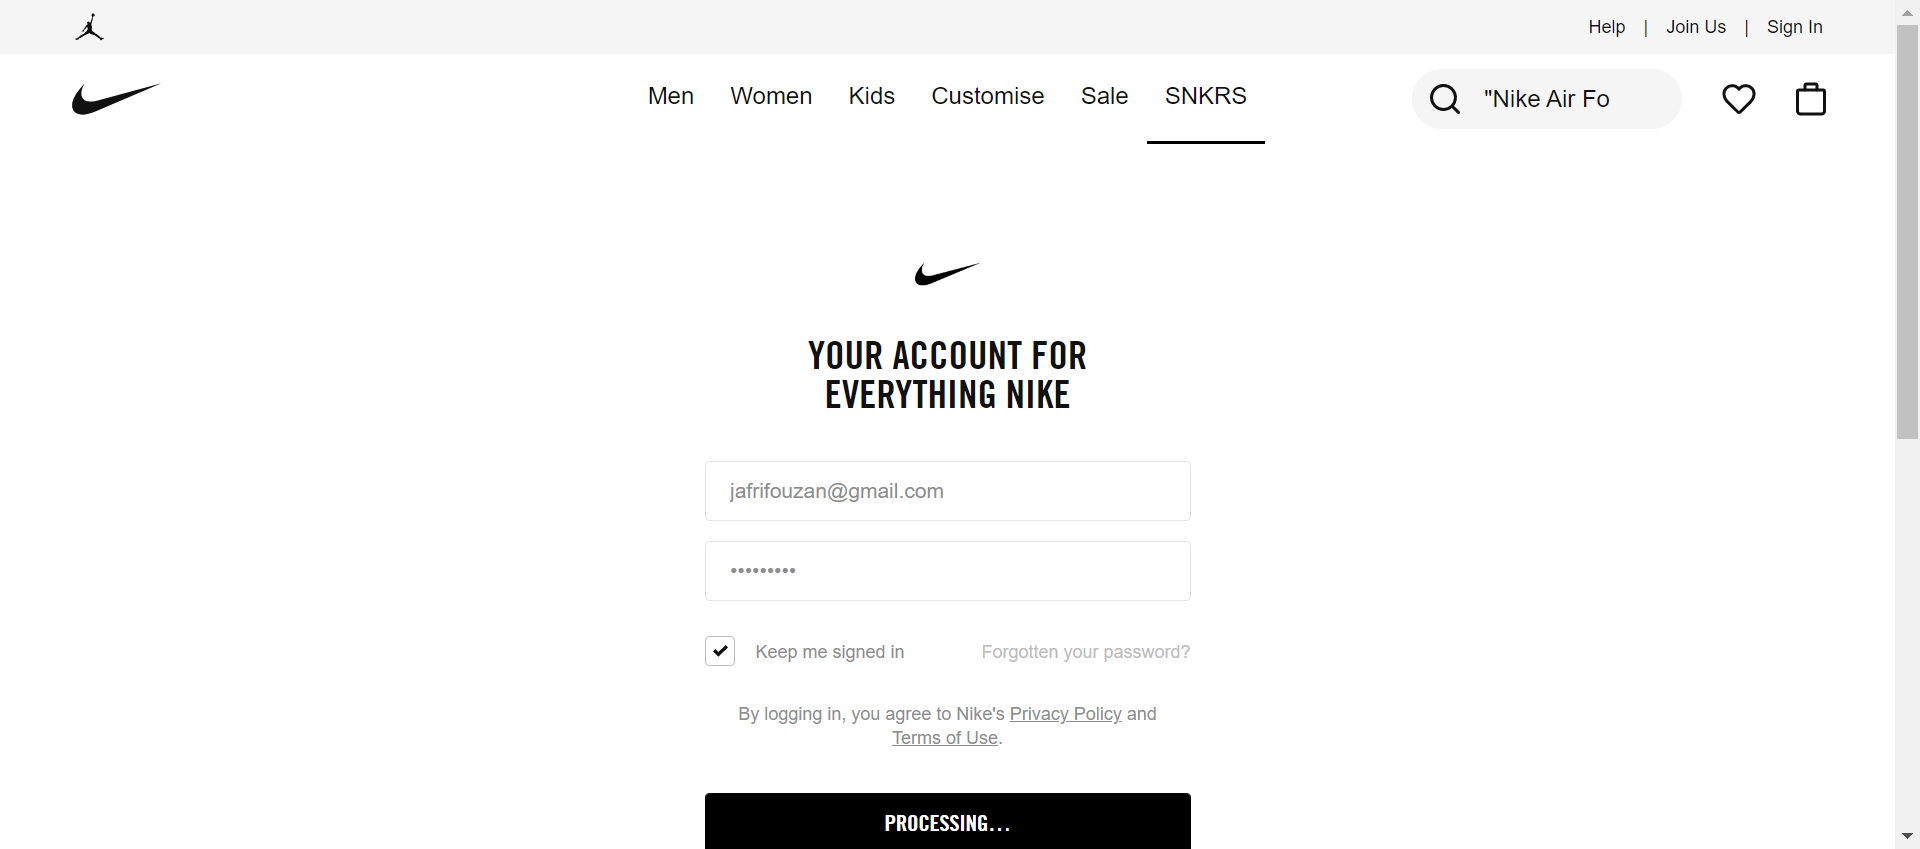 Help | Join Us | Sign In
Men Women Kids Customise Sale SNKRS
"Nike Air Fo
YOUR ACCOUNT FOR
EVERYTHING NIKE
jafrifouzan@gmail.com
•••••••••
Keep me signed in
Forgotten your password?
By logging in, you agree to Nike's Privacy Policy and
Terms of Use.
PROCESSING...